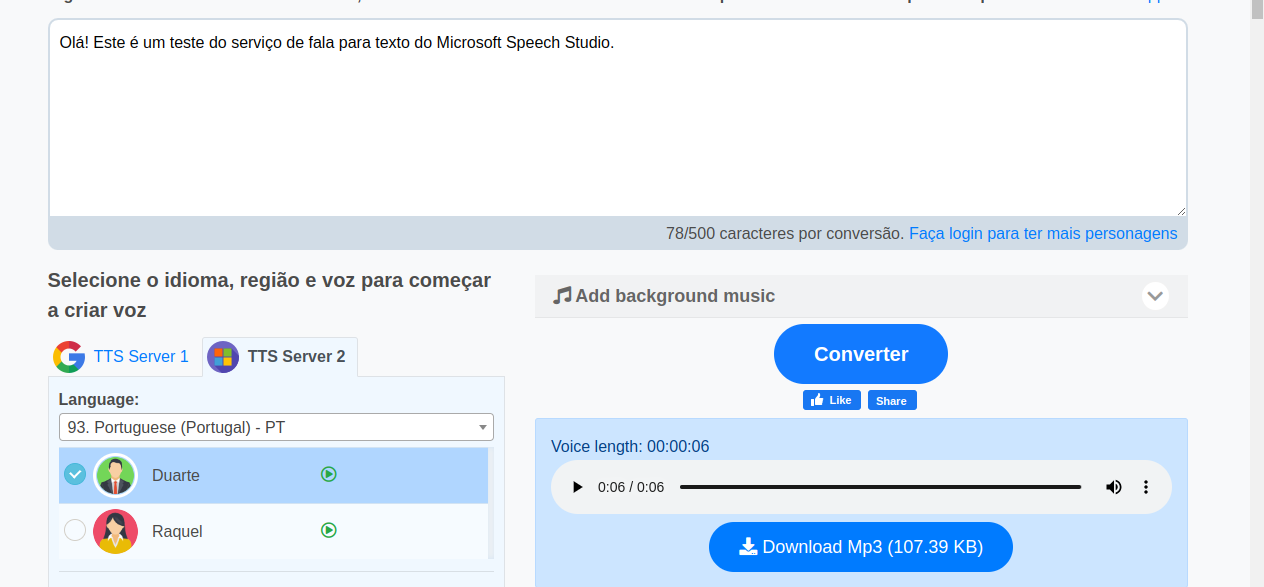 Olá! Este é um teste do serviço de fala para texto do Microsoft Speech Studio.
78/500 caracteres por conversão. Faça login para ter mais personagens
Selecione o idioma, região e voz para começar
a criar voz
TTS Server 1
TTS Server 2
Language:
93. Portuguese (Portugal) - PT
Duarte
Raquel
Add background music
Converter
Like
Share
Voice length: 00:00:06
0:06 / 0:06
Download Mp3 (107.39 KB)